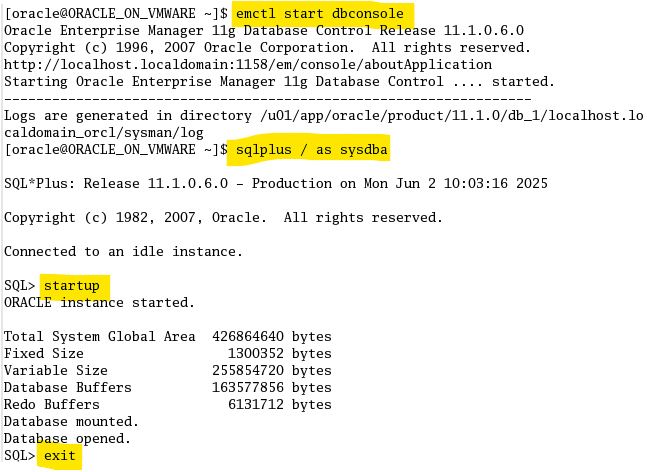 [oracle@ORACLE_ON_VMWARE ~]$ emctl start dbconsole
Oracle Enterprise Manager 11g Database Control Release 11.1.0.6.0
Copyright (c) 1996, 2007 Oracle Corporation.  All rights reserved.
http://localhost.localdomain:1158/em/console/aboutApplication
Starting Oracle Enterprise Manager 11g Database Control .... started.
------------------------------------------------------------------
Logs are generated in directory /u01/app/oracle/product/11.1.0/db_1/localhost.lo
caldomain_orcl/sysman/log
[oracle@ORACLE_ON_VMWARE ~]$ sqlplus / as sysdba
SQL*Plus: Release 11.1.0.6.0 - Production on Mon Jun 2 10:03:16 2025
Copyright (c) 1982, 2007, Oracle.  All rights reserved.
Connected to an idle instance.
SQL> startup
ORACLE instance started.
Total System Global Area  426864640 bytes
Fixed Size                  1300352 bytes
Variable Size             255854720 bytes
Database Buffers          163577856 bytes
Redo Buffers                6131712 bytes
Database mounted.
Database opened.
SQL> exit